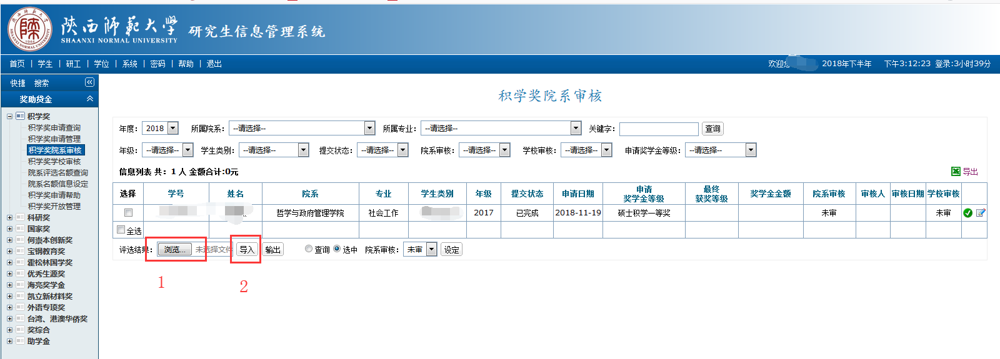 陕西师范大学 研究生信息管理系统
SHAANXI NORMAL UNIVERSITY
1944
首页 | 学生 | 研工 | 学位 | 系统 | 密码 | 帮助 | 退出
欢迎您 2018年下半年 下午3:12:23 登录:3小时39分
快捷 搜索
奖助贷金
积学奖
积学奖申请查询
积学奖申请管理
积学奖院系审核
积学奖学校审核
院系评选名额查询
院系名额信息设定
积学奖申请帮助
积学奖开放管理
科研奖
国家奖
何崇本创新奖
宝钢教育奖
霍松林国学奖
优秀生源奖
海亮奖学金
凯立新材料奖
外语专项奖
台湾、港澳华侨奖
奖综合
助学金
积学奖院系审核
年度: 2018 所属院系: --请选择-- 所属专业: --请选择-- 关键字: 查询
年级: --请选择-- 学生类别: --请选择-- 提交状态: --请选择-- 院系审核: --请选择-- 学校审核: --请选择-- 申请奖学金等级: --请选择--
信息列表 共: 1 人 金额合计:0元
导出
选择 学号 姓名 院系 专业 学生类别 年级 提交状态 申请日期 申请奖学金等级 最终获奖等级 奖学金金额 院系审核 审核人 审核日期 学校审核
哲学与政府管理学院 社会工作 2017 已完成 2018-11-19 硕士积学一等奖 未审 未审
全选
评选结果: 浏览... 未选择文件 导入 输出 查询 选中 院系审核: 未审 设定
1 2